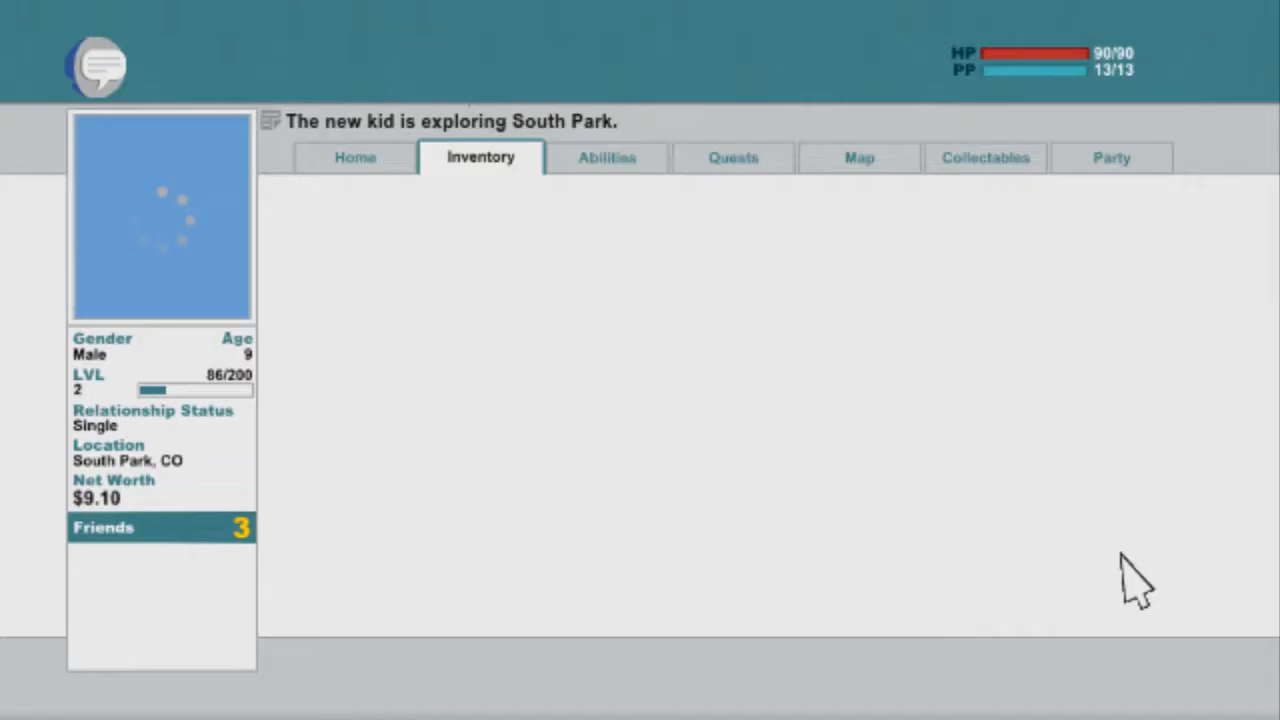 HP 90/90
PP 13/13
The new kid is exploring South Park.
Home Inventory Abilities Quests Map Collectables Party
Gender Age
Male 9
LVL 86/200
2
Relationship Status
Single
Location
South Park, CO
Net Worth
$9.10
Friends 3